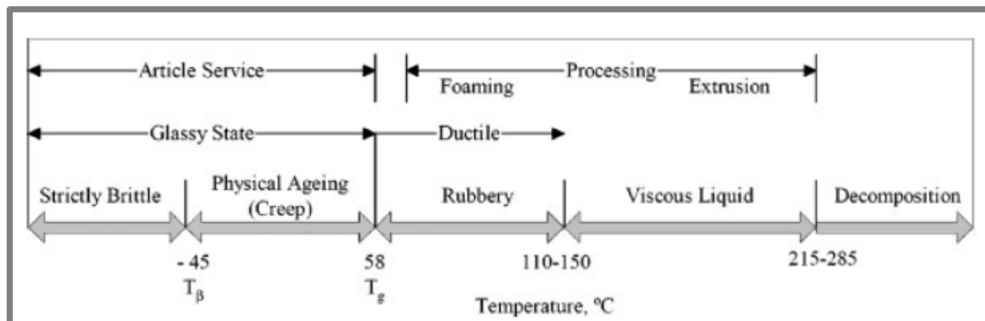 Article Service
Processing
Foaming Extrusion
Glassy State Ductile
Strictly Brittle Physical Ageing (Creep) Rubbery Viscous Liquid Decomposition
- 45 58 110-150 215-285
Tβ Tg Temperature, ºC